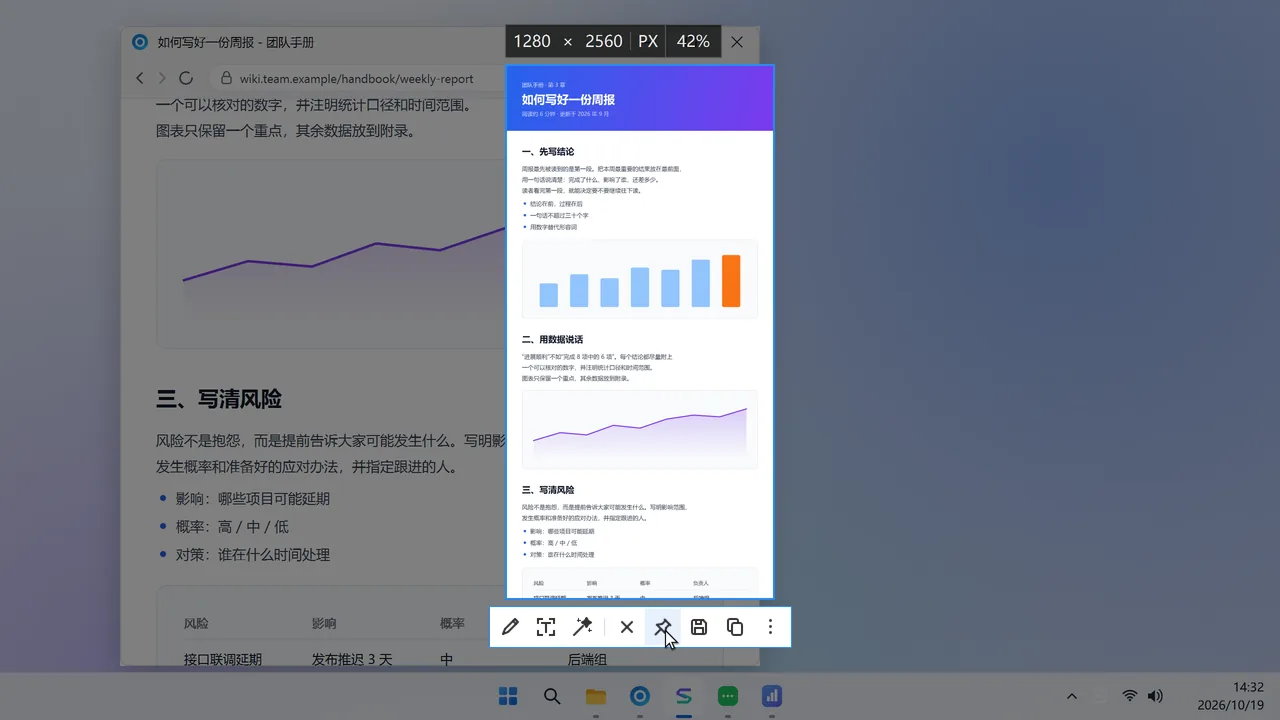 1280 × 2560 PX 42%
如何写好一份周报 - 团队手册
wiki.team.example/handbook/weekly-report
一个可以核对的数字，并注明统计口径和时间范围。
图表只保留一个重点，其余数据放到附录。
三、写清风险
风险不是抱怨，而是提前告诉大家可能发生什么。写明影
发生概率和准备好的应对办法，并指定跟进的人。
影响：哪些项目可能延期
概率：高 / 中 / 低
对策：谁在什么时间处理
风险 影响 概率
接口联调延期 发布推迟 3 天 中 后端组
团队手册 · 第 3 章
如何写好一份周报
阅读约 6 分钟 · 更新于 2026 年 9 月
一、先写结论
周报最先被读到的是第一段。把本周最重要的结果放在最前面，
用一句话说清楚：完成了什么，影响了谁，还差多少。
读者看完第一段，就能决定要不要继续往下读。
结论在前，过程在后
一句话不超过三十个字
用数字替代形容词
二、用数据说话
“进展顺利”不如“完成 8 项中的 6 项”。每个结论都尽量附上
一个可以核对的数字，并注明统计口径和时间范围。
图表只保留一个重点，其余数据放到附录。
三、写清风险
风险不是抱怨，而是提前告诉大家可能发生什么。写明影响范围，
发生概率和准备好的应对办法，并指定跟进的人。
影响：哪些项目可能延期
概率：高 / 中 / 低
对策：谁在什么时间处理
风险 影响 概率 负责人
14:32
2026/10/19